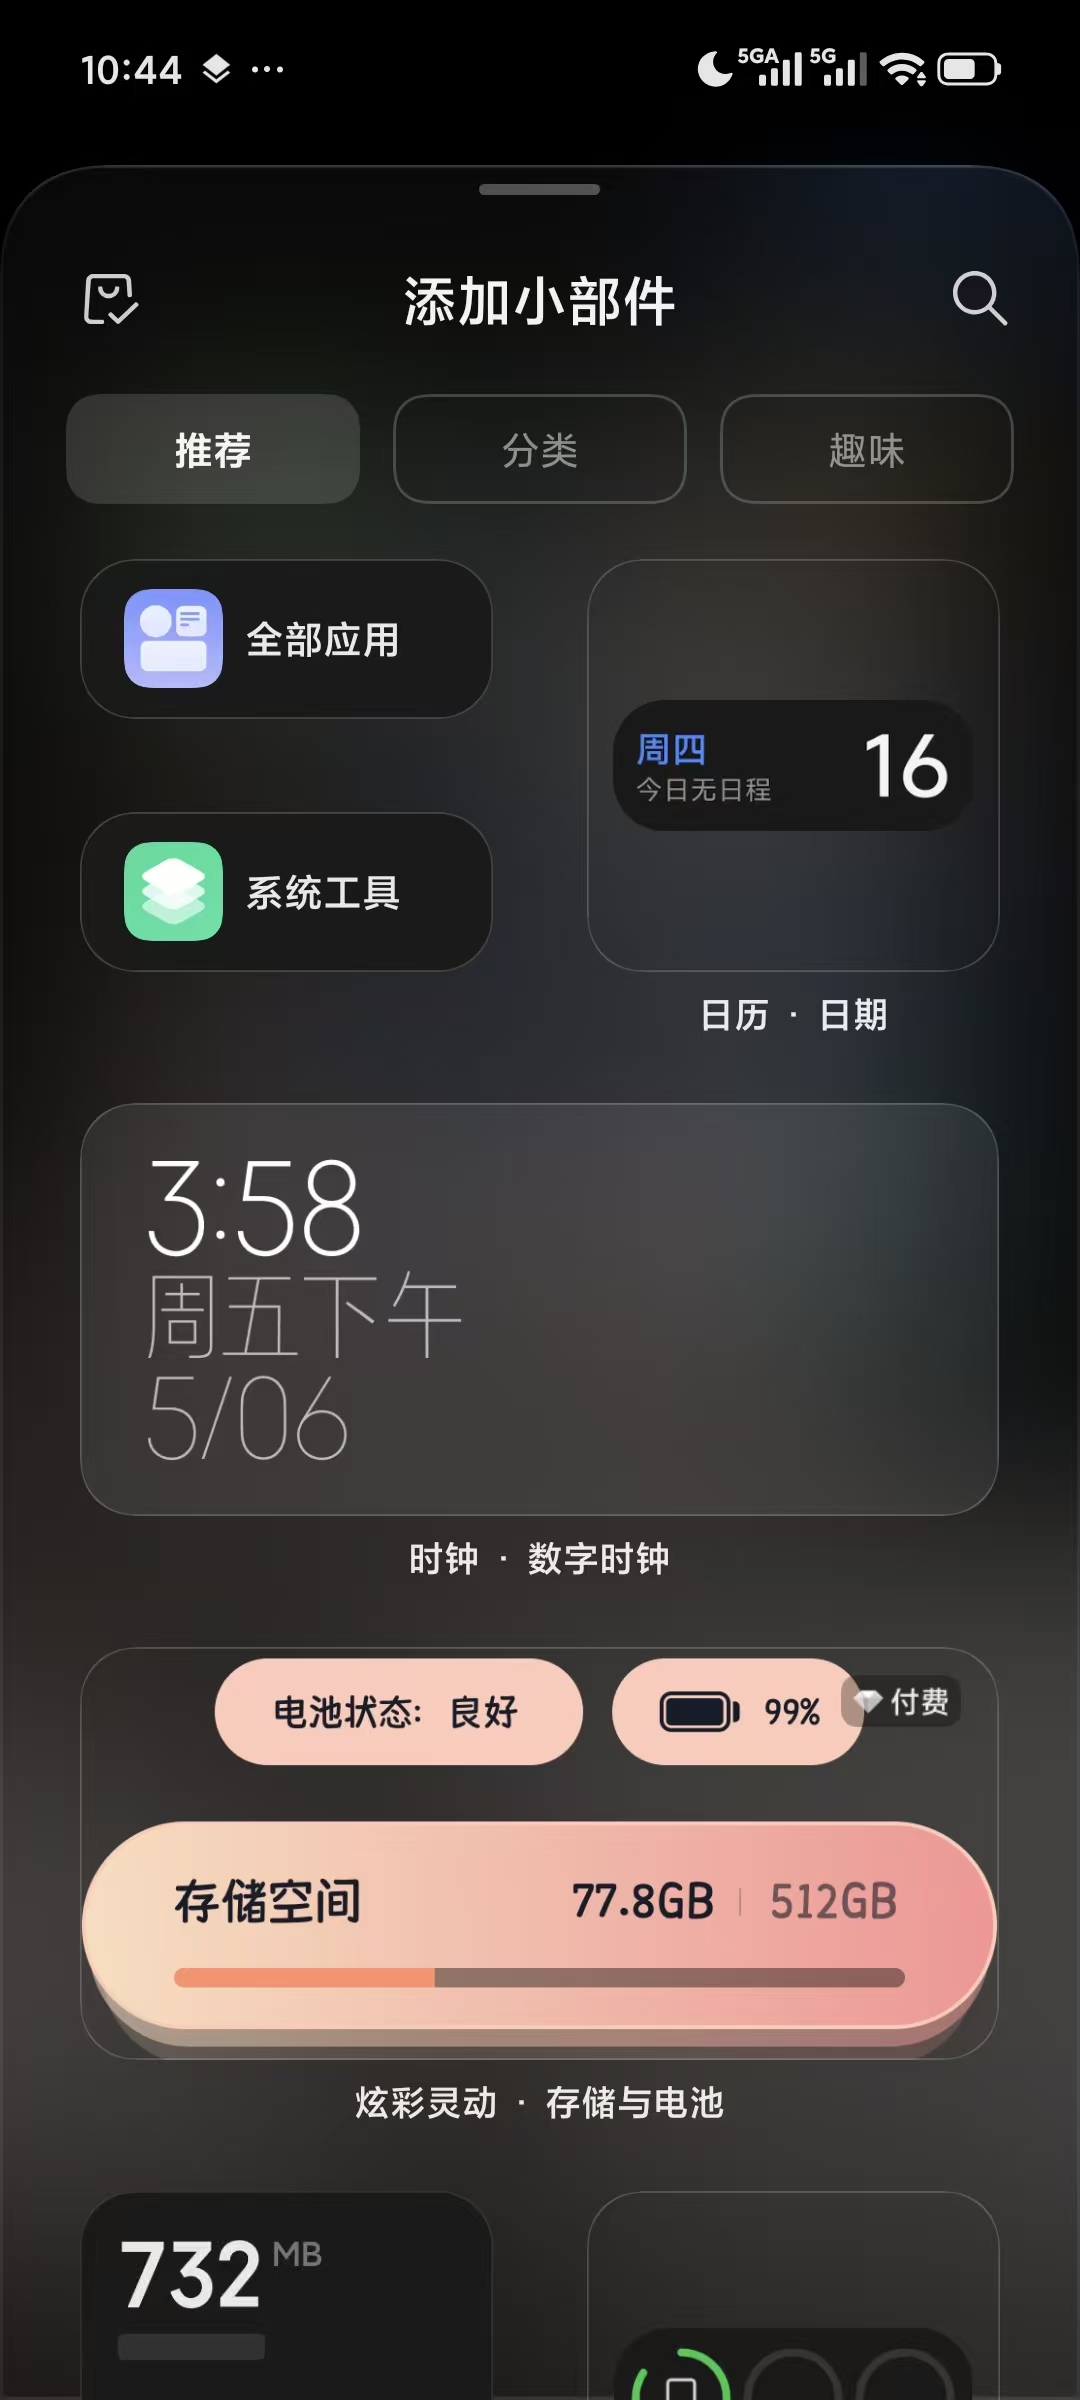 10:44 5GA 5G
添加小部件
推荐 分类 趣味
全部应用
周四
今日无日程
16
系统工具
日历 · 日期
3:58
周五下午
5/06
时钟 · 数字时钟
电池状态: 良好 99% 付费
存储空间 77.8GB 512GB
炫彩灵动 · 存储与电池
732 MB